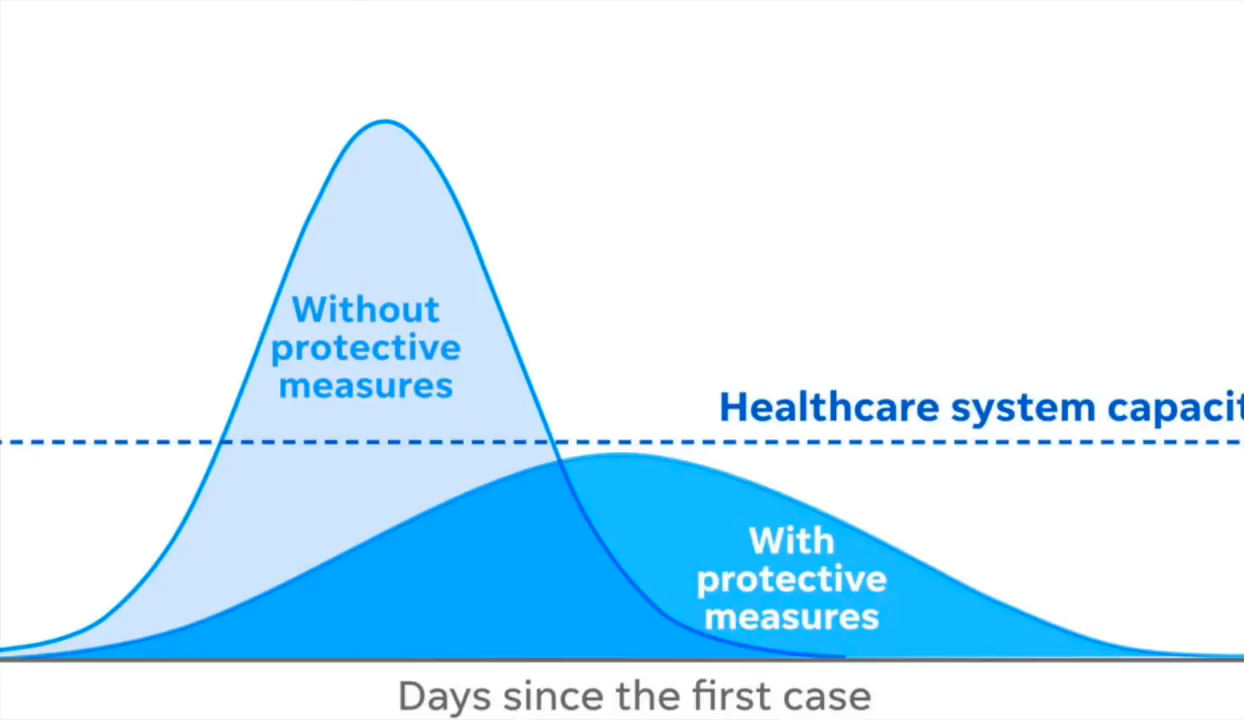 Without
protective
measures
Healthcare system capacit
With
protective
measures
Days since the first case